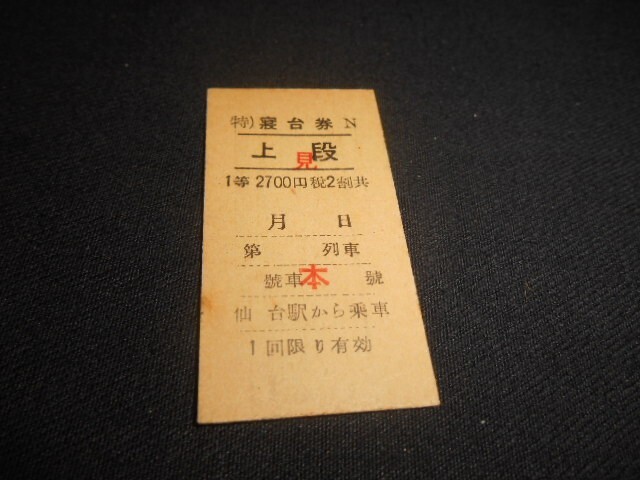 特) 寢台券 N
上段
見
1等 2700円税2割共
月 日
第 列車
號車 號
本
仙台駅から乗車
1回限り有効